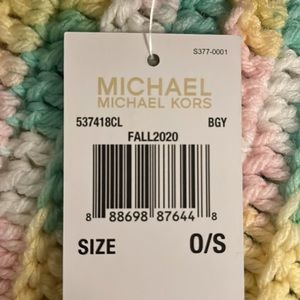 S377-0001
MICHAEL
MICHAEL KORS
537418CL BGY
FALL2020
8 88698 87644 8
SIZE O/S